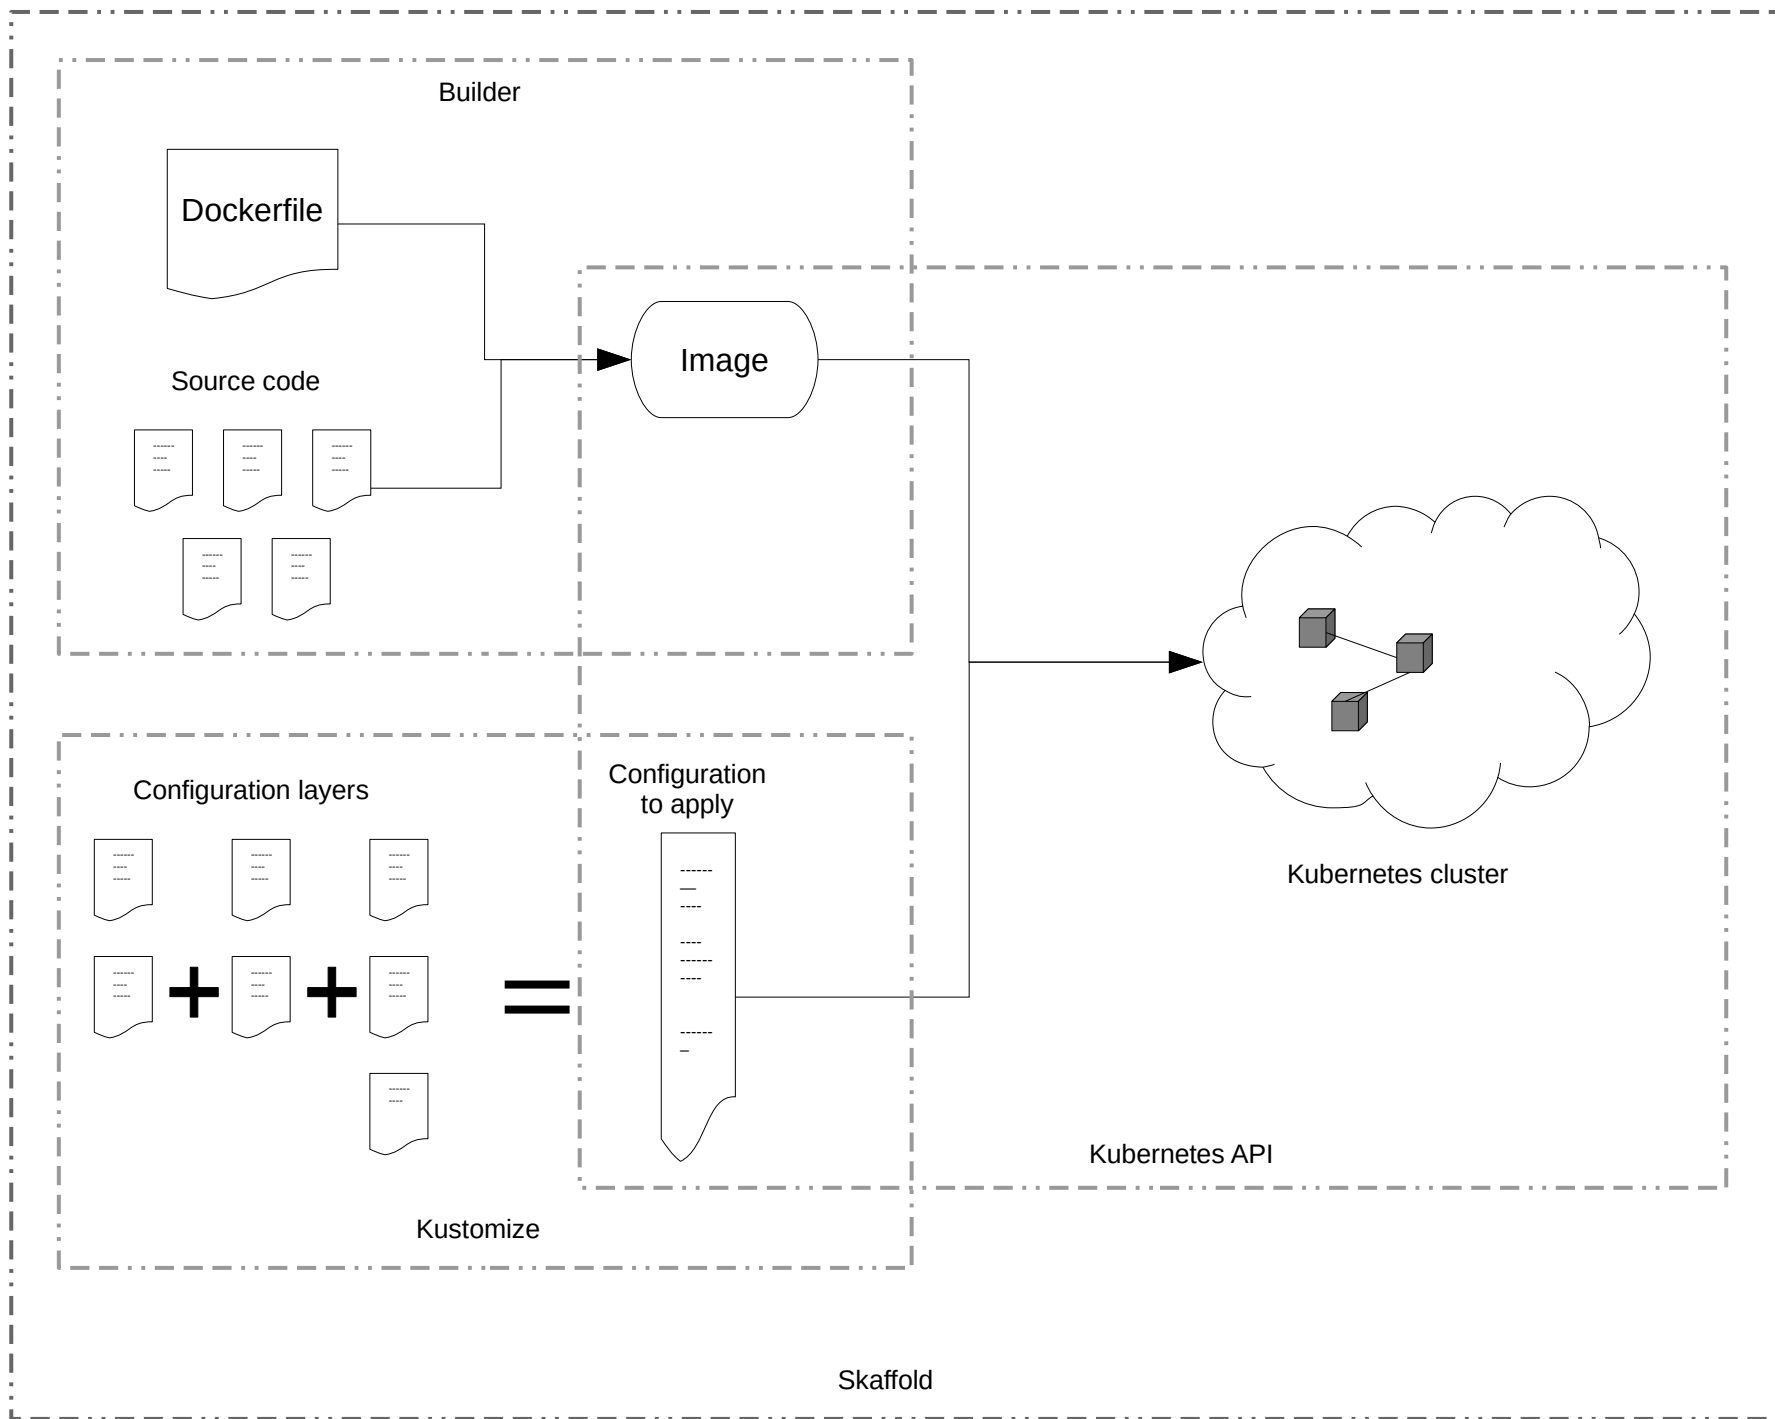 Builder
Dockerfile
Image
Source code
Configuration layers
Configuration
to apply
Kubernetes cluster
Kubernetes API
Kustomize
Skaffold